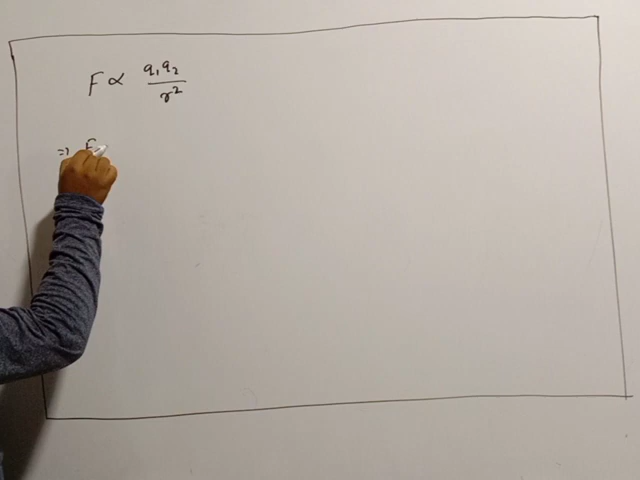 F ∝ q₁q₂ / r²
⇒ F